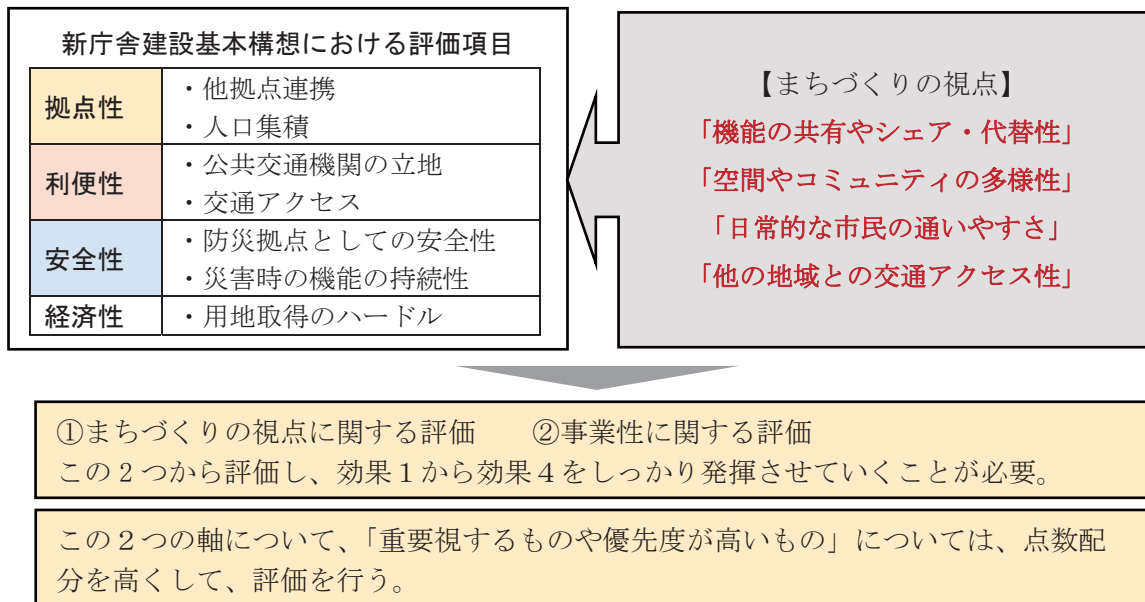 新庁舎建設基本構想における評価項目
拠点性
・他拠点連携
・人口集積
利便性
・公共交通機関の立地
・交通アクセス
安全性
・防災拠点としての安全性
・災害時の機能の持続性
経済性
・用地取得のハードル
【まちづくりの視点】
「機能の共有やシェア・代替性」
「空間やコミュニティの多様性」
「日常的な市民の通いやすさ」
「他の地域との交通アクセス性」
①まちづくりの視点に関する評価　　②事業性に関する評価
この2つから評価し、効果1から効果4をしっかり発揮させていくことが必要。
この2つの軸について、「重要視するものや優先度が高いもの」については、点数配
分を高くして、評価を行う。